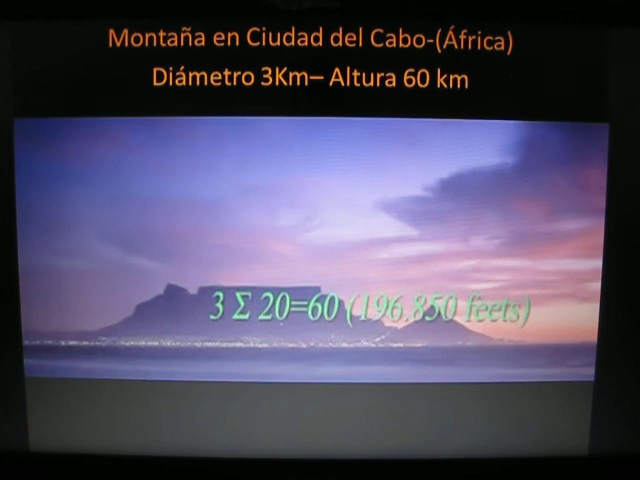 Montaña en Ciudad del Cabo-(África)
Diámetro 3Km– Altura 60 km
3 Σ 20=60 (196.850 feets)